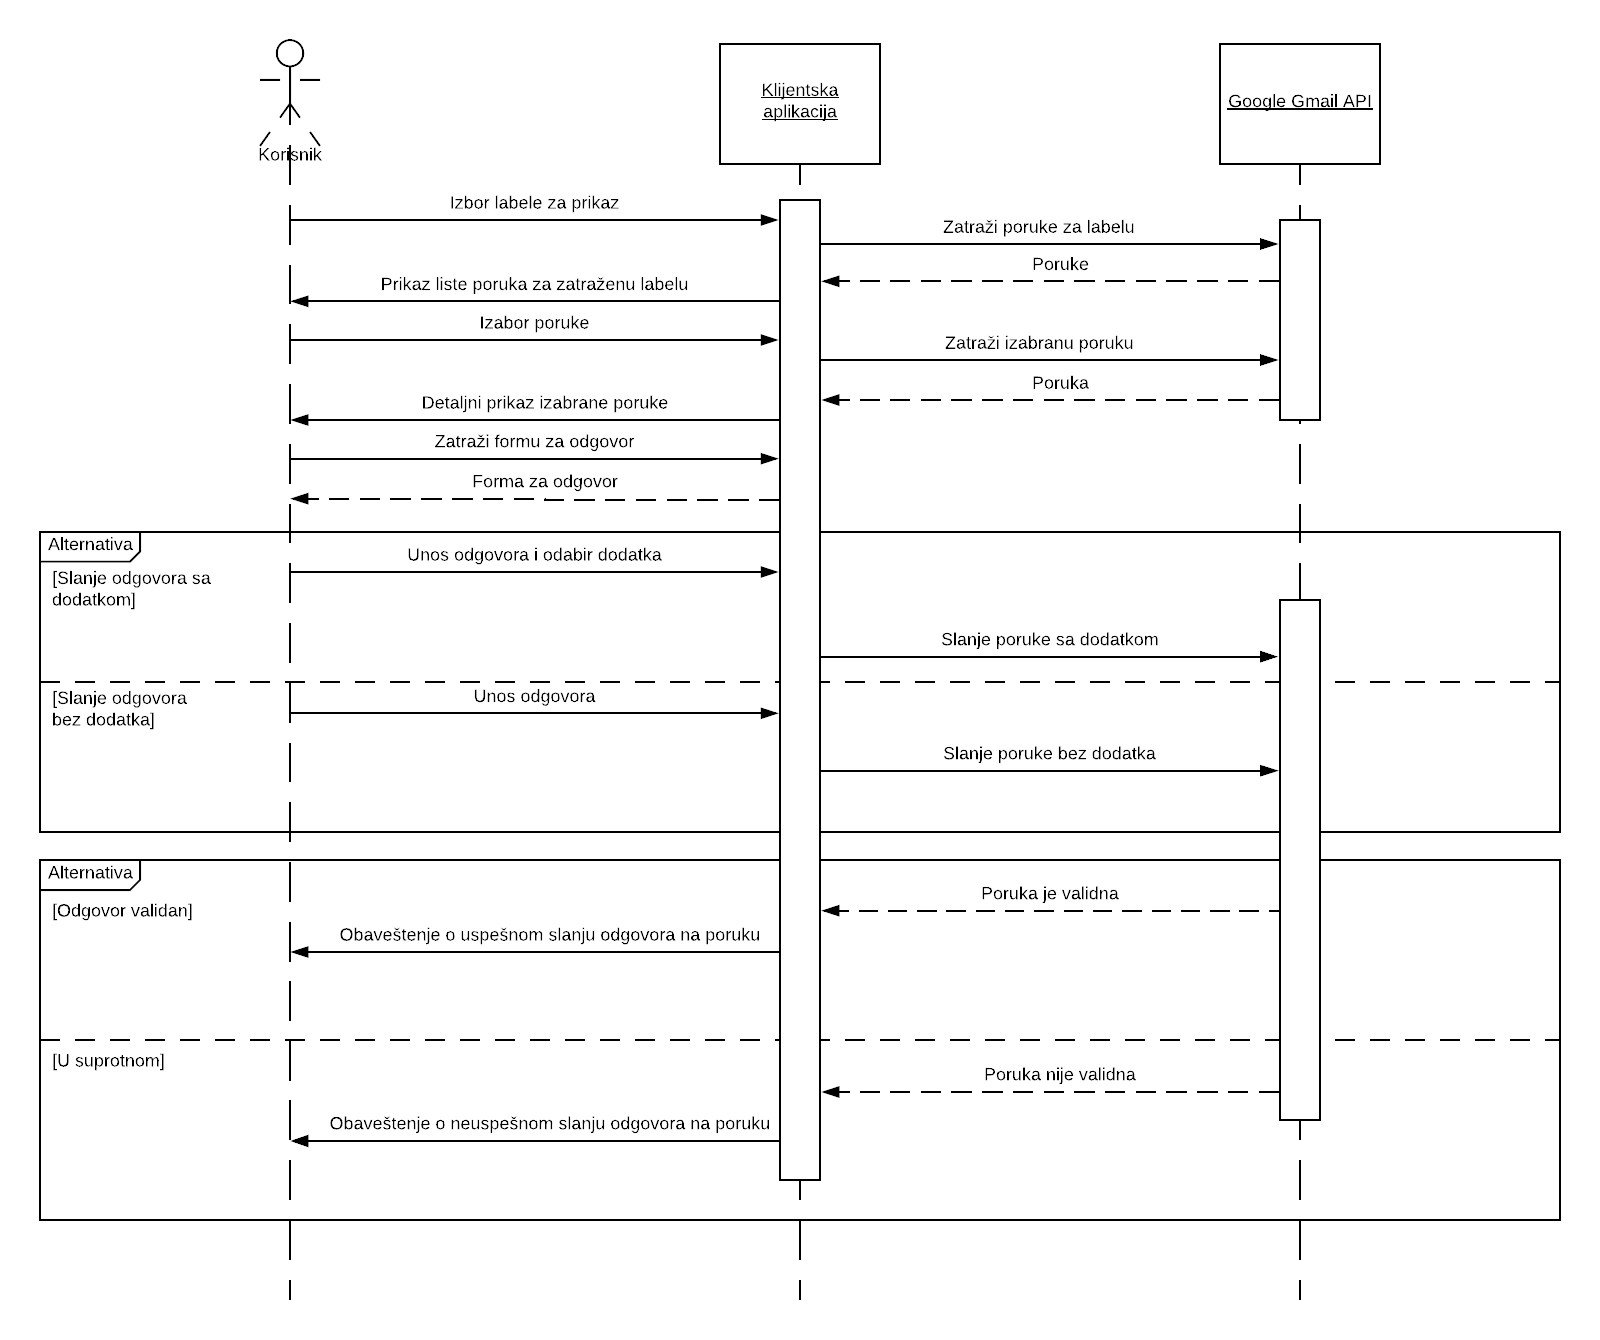 Korisnik
Klijentska
aplikacija
Google Gmail API
Izbor labele za prikaz
Zatraži poruke za labelu
Poruke
Prikaz liste poruka za zatraženu labelu
Izabor poruke
Zatraži izabranu poruku
Poruka
Detaljni prikaz izabrane poruke
Zatraži formu za odgovor
Forma za odgovor
Alternativa
Unos odgovora i odabir dodatka
[Slanje odgovora sa
dodatkom]
Slanje poruke sa dodatkom
[Slanje odgovora
bez dodatka]
Unos odgovora
Slanje poruke bez dodatka
Alternativa
Poruka je validna
[Odgovor validan]
Obaveštenje o uspešnom slanju odgovora na poruku
[U suprotnom]
Poruka nije validna
Obaveštenje o neuspešnom slanju odgovora na poruku